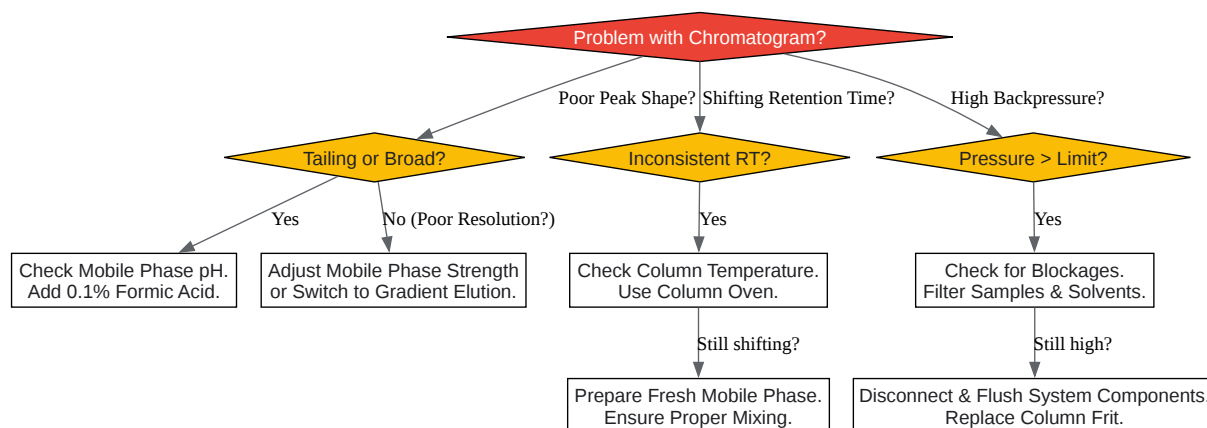 Problem with Chromatogram?
Poor Peak Shape?
Shifting Retention Time?
High Backpressure?
Tailing or Broad?
Inconsistent RT?
Pressure > Limit?
Yes
No (Poor Resolution?)
Yes
Yes
Check Mobile Phase pH.
Add 0.1% Formic Acid.
Adjust Mobile Phase Strength
or Switch to Gradient Elution.
Check Column Temperature.
Use Column Oven.
Check for Blockages.
Filter Samples & Solvents.
Still shifting?
Still high?
Prepare Fresh Mobile Phase.
Ensure Proper Mixing.
Disconnect & Flush System Components.
Replace Column Frit.